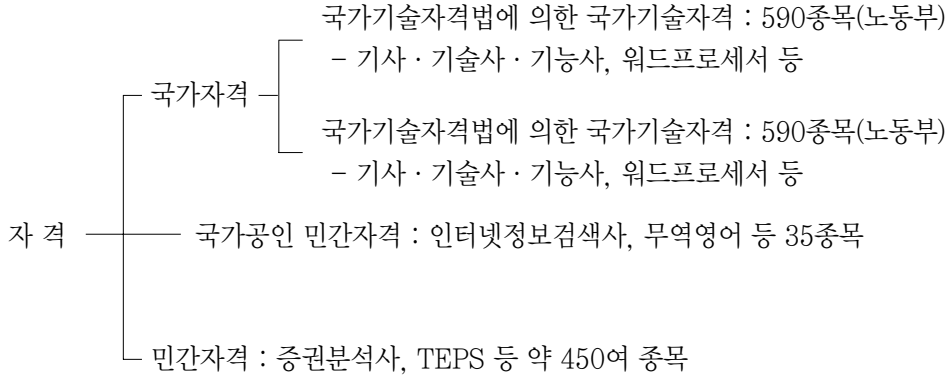 국가기술자격법에 의한 국가기술자격 : 590종목(노동부)
- 기사 · 기술사 · 기능사, 워드프로세서 등
국가자격
국가기술자격법에 의한 국가기술자격 : 590종목(노동부)
- 기사 · 기술사 · 기능사, 워드프로세서 등
자 격
국가공인 민간자격 : 인터넷정보검색사, 무역영어 등 35종목
민간자격 : 증권분석사, TEPS 등 약 450여 종목